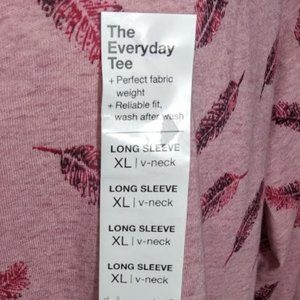 The
Everyday
Tee
+ Perfect fabric
weight
+ Reliable fit,
wash after wash
LONG SLEEVE
XL | v-neck
LONG SLEEVE
XL | v-neck
LONG SLEEVE
XL | v-neck
LONG SLEEVE
XL | v-neck